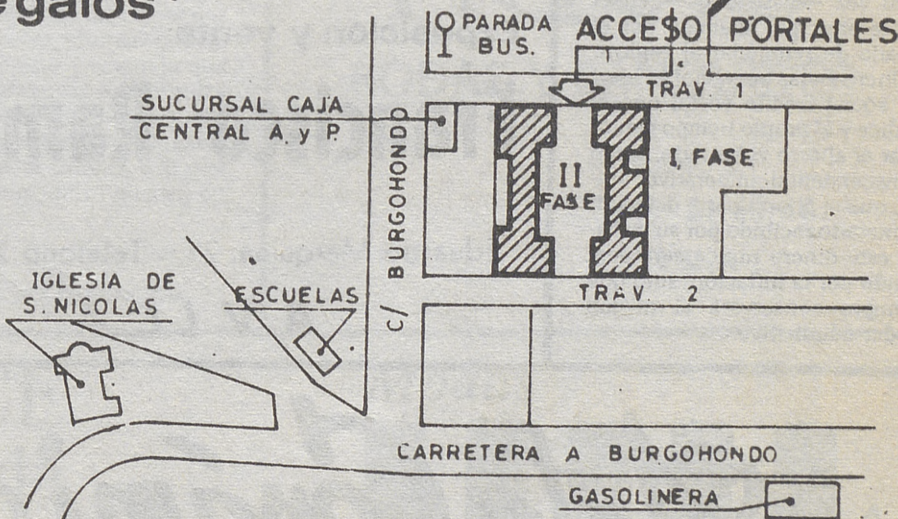 galos
PARADA
BUS.
ACCESO PORTALES
TRAV. 1
SUCURSAL CAJA
CENTRAL A. y P.
I, FASE
II
FASE
C/ BURGOHONDO
TRAV. 2
IGLESIA DE
S. NICOLAS
ESCUELAS
CARRETERA A BURGOHONDO
GASOLINERA